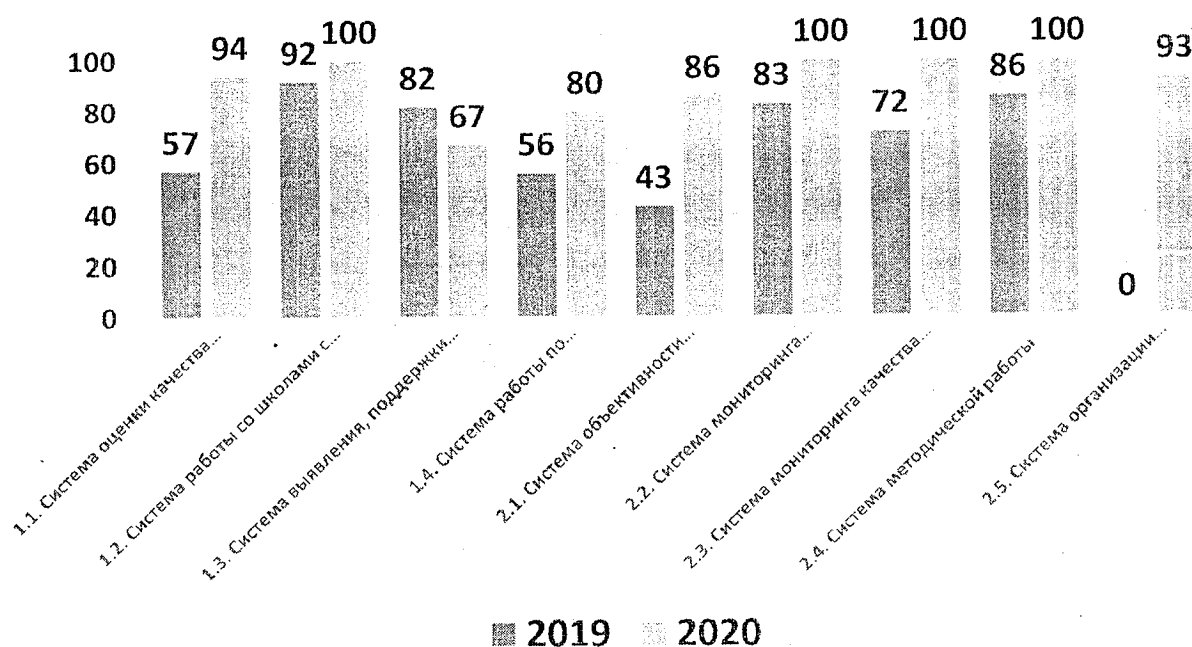 100
80
60
40
20
0
57
94
92
100
82
67
56
80
43
86
83
100
72
100
86
100
0
93
1.1. Система оценки качества...
1.2. Система работы со школами с...
1.3. Система выявления, поддержки...
1.4. Система работы по...
2.1. Система объективности...
2.2. Система мониторинга...
2.3. Система мониторинга качества...
2.4. Система методической работы
2.5. Система организации...
2019 2020